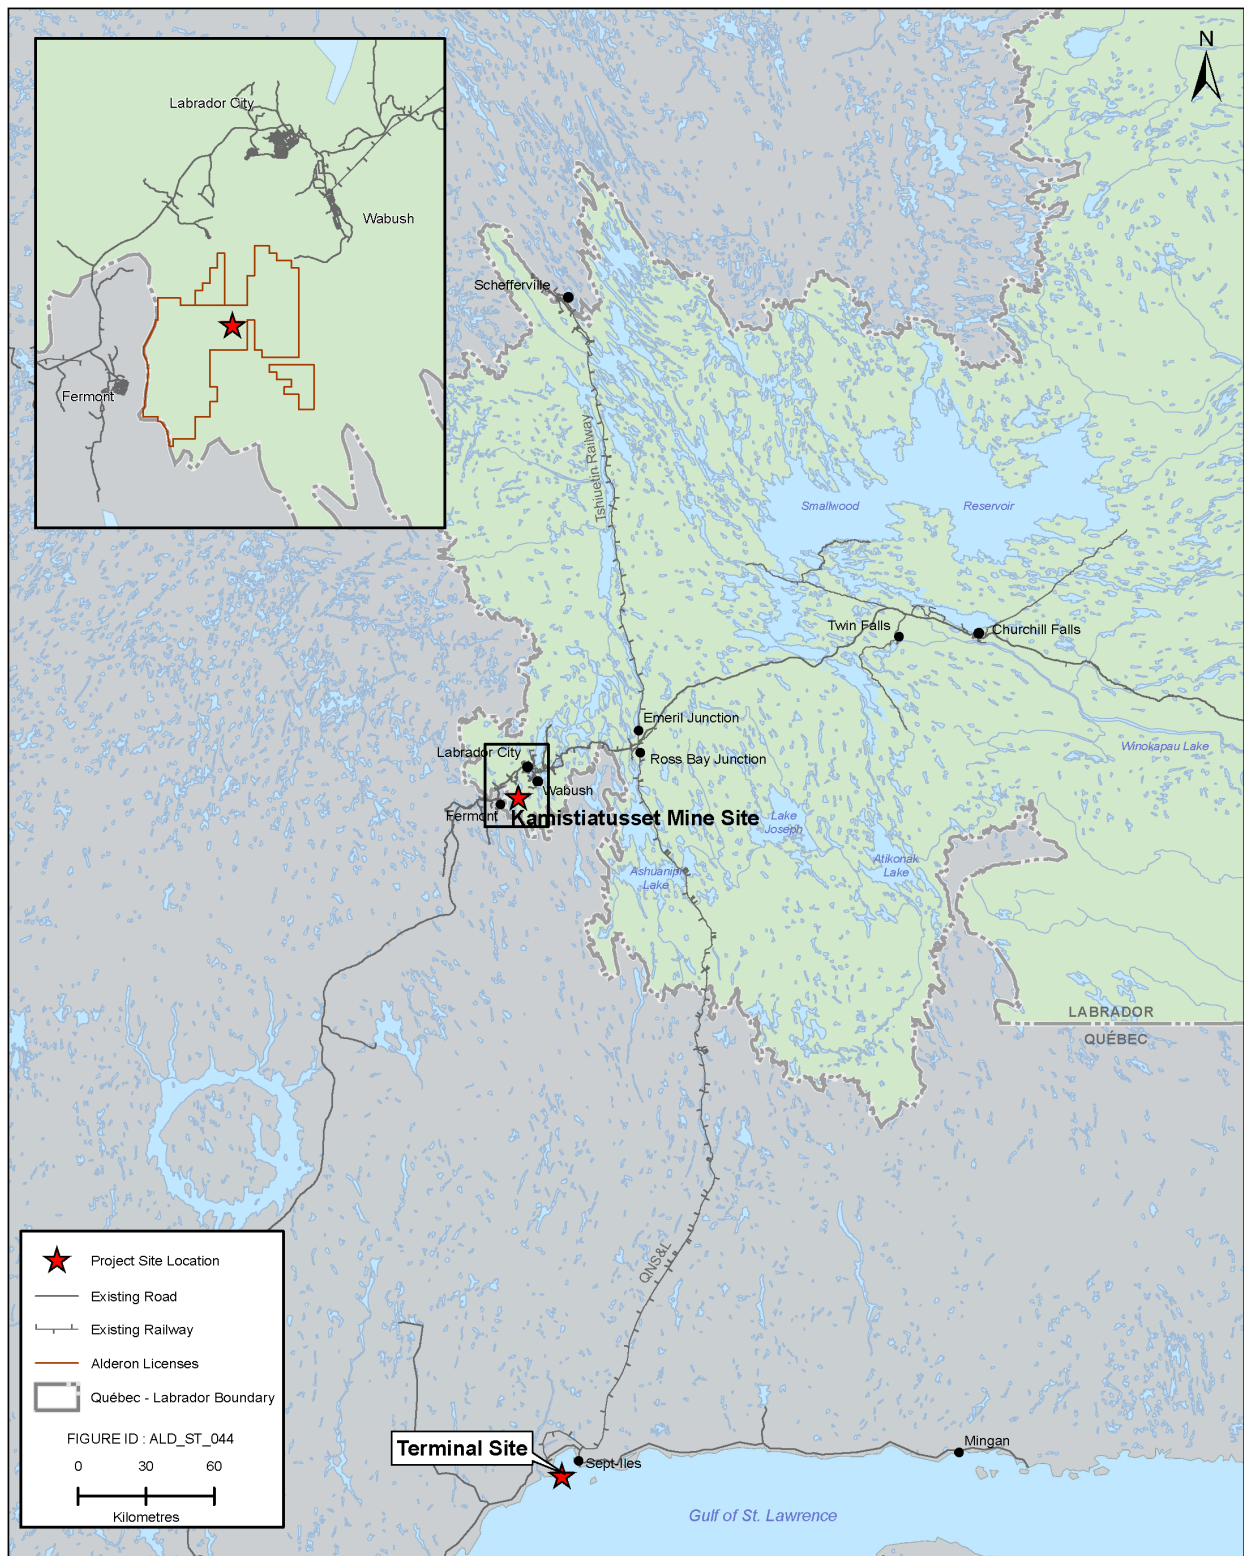 N
Labrador City
Wabush
Fermont
Schefferville
Tshiuetin Railway
Smallwood
Reservoir
Twin Falls
Churchill Falls
Emeril Junction
Ross Bay Junction
Winokapau Lake
Labrador City
Wabush
Fermont
Kamistiatusset Mine Site
Lake
Joseph
Atikonak
Lake
Ashuanipi
Lake
LABRADOR
QUÉBEC
QNS&L
Project Site Location
Existing Road
Existing Railway
Alderon Licenses
Québec - Labrador Boundary
FIGURE ID : ALD_ST_044
0 30 60
Kilometres
Terminal Site
Sept-Iles
Mingan
Gulf of St. Lawrence